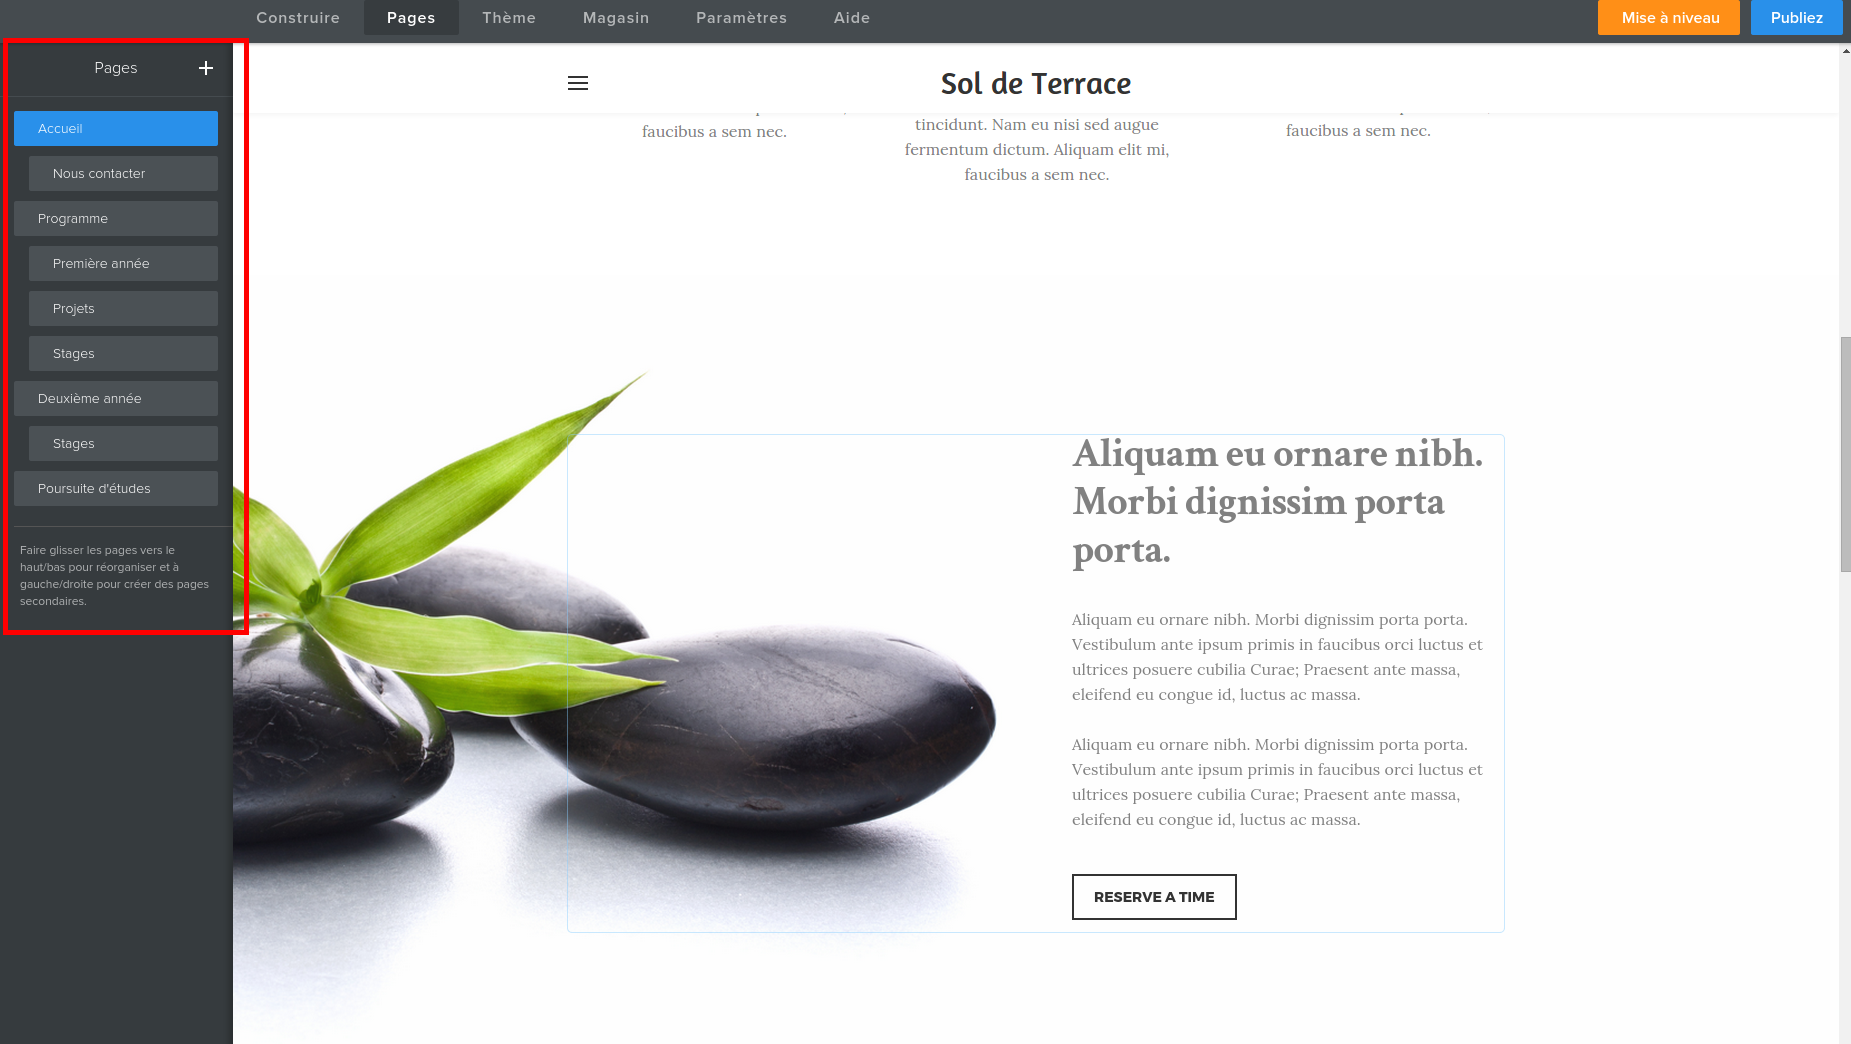 Construire Pages Thème Magasin Paramètres Aide Mise à niveau Publiez
Pages +
Accueil
Nous contacter
Programme
Première année
Projets
Stages
Deuxième année
Stages
Poursuite d'études
Faire glisser les pages vers le
haut/bas pour réorganiser et à
gauche/droite pour créer des pages
secondaires.
Sol de Terrace
faucibus a sem nec.
tincidunt. Nam eu nisi sed augue
fermentum dictum. Aliquam elit mi,
faucibus a sem nec.
faucibus a sem nec.
Aliquam eu ornare nibh.
Morbi dignissim porta
porta.
Aliquam eu ornare nibh. Morbi dignissim porta porta.
Vestibulum ante ipsum primis in faucibus orci luctus et
ultrices posuere cubilia Curae; Praesent ante massa,
eleifend eu congue id, luctus ac massa.
Aliquam eu ornare nibh. Morbi dignissim porta porta.
Vestibulum ante ipsum primis in faucibus orci luctus et
ultrices posuere cubilia Curae; Praesent ante massa,
eleifend eu congue id, luctus ac massa.
RESERVE A TIME